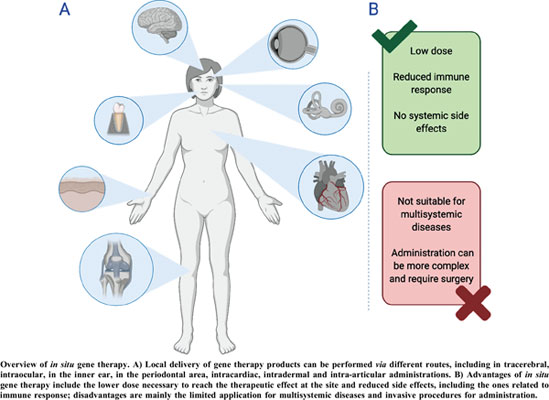 A
B
Low dose
Reduced immune
response
No systemic side
effects
Not suitable for
multisystemic
diseases
Administration can
be more complex
and require surgery
Overview of in situ gene therapy. A) Local delivery of gene therapy products can be performed via different routes, including in tracerebral,
intraocular, in the inner ear, in the periodontal area, intracardiac, intradermal and intra-articular administrations. B) Advantages of in situ
gene therapy include the lower dose necessary to reach the therapeutic effect at the site and reduced side effects, including the ones related to
immune response; disadvantages are mainly the limited application for multisystemic diseases and invasive procedures for administration.